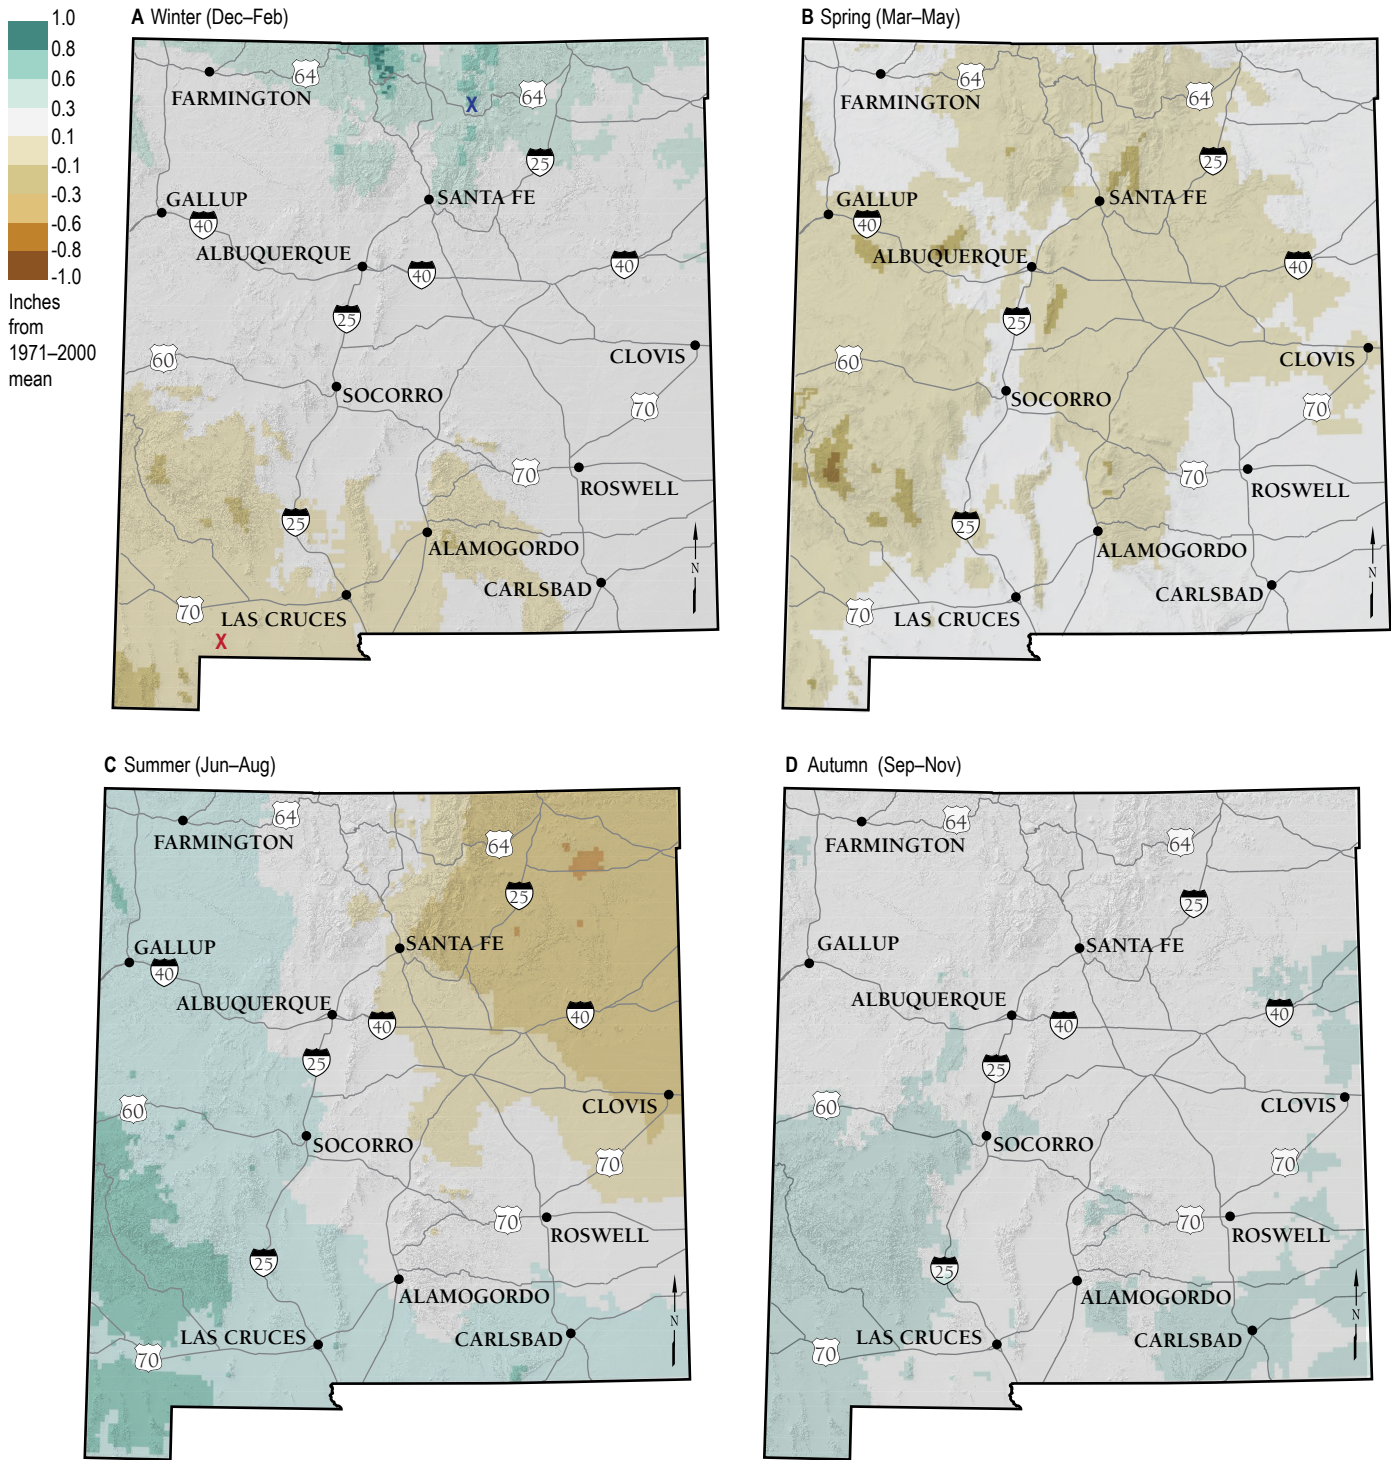 1.0
0.8
0.6
0.3
0.1
-0.1
-0.3
-0.6
-0.8
-1.0
Inches
from
1971–2000
mean
A Winter (Dec–Feb)
FARMINGTON
64
X
64
25
GALLUP
40
SANTA FE
ALBUQUERQUE
40
40
25
60
CLOVIS
SOCORRO
70
70
ROSWELL
25
ALAMOGORDO
N
CARLSBAD
70
LAS CRUCES
X
B Spring (Mar–May)
64
FARMINGTON
64
25
GALLUP
40
SANTA FE
ALBUQUERQUE
40
25
60
CLOVIS
SOCORRO
70
70
ROSWELL
25
ALAMOGORDO
N
CARLSBAD
70
LAS CRUCES
C Summer (Jun–Aug)
64
FARMINGTON
64
25
GALLUP
40
SANTA FE
ALBUQUERQUE
40
40
25
60
CLOVIS
SOCORRO
70
70
ROSWELL
25
ALAMOGORDO
N
LAS CRUCES
CARLSBAD
70
D Autumn (Sep–Nov)
64
FARMINGTON
64
25
GALLUP
SANTA FE
ALBUQUERQUE
40
40
25
60
CLOVIS
SOCORRO
70
70
ROSWELL
25
ALAMOGORDO
N
LAS CRUCES
CARLSBAD
70